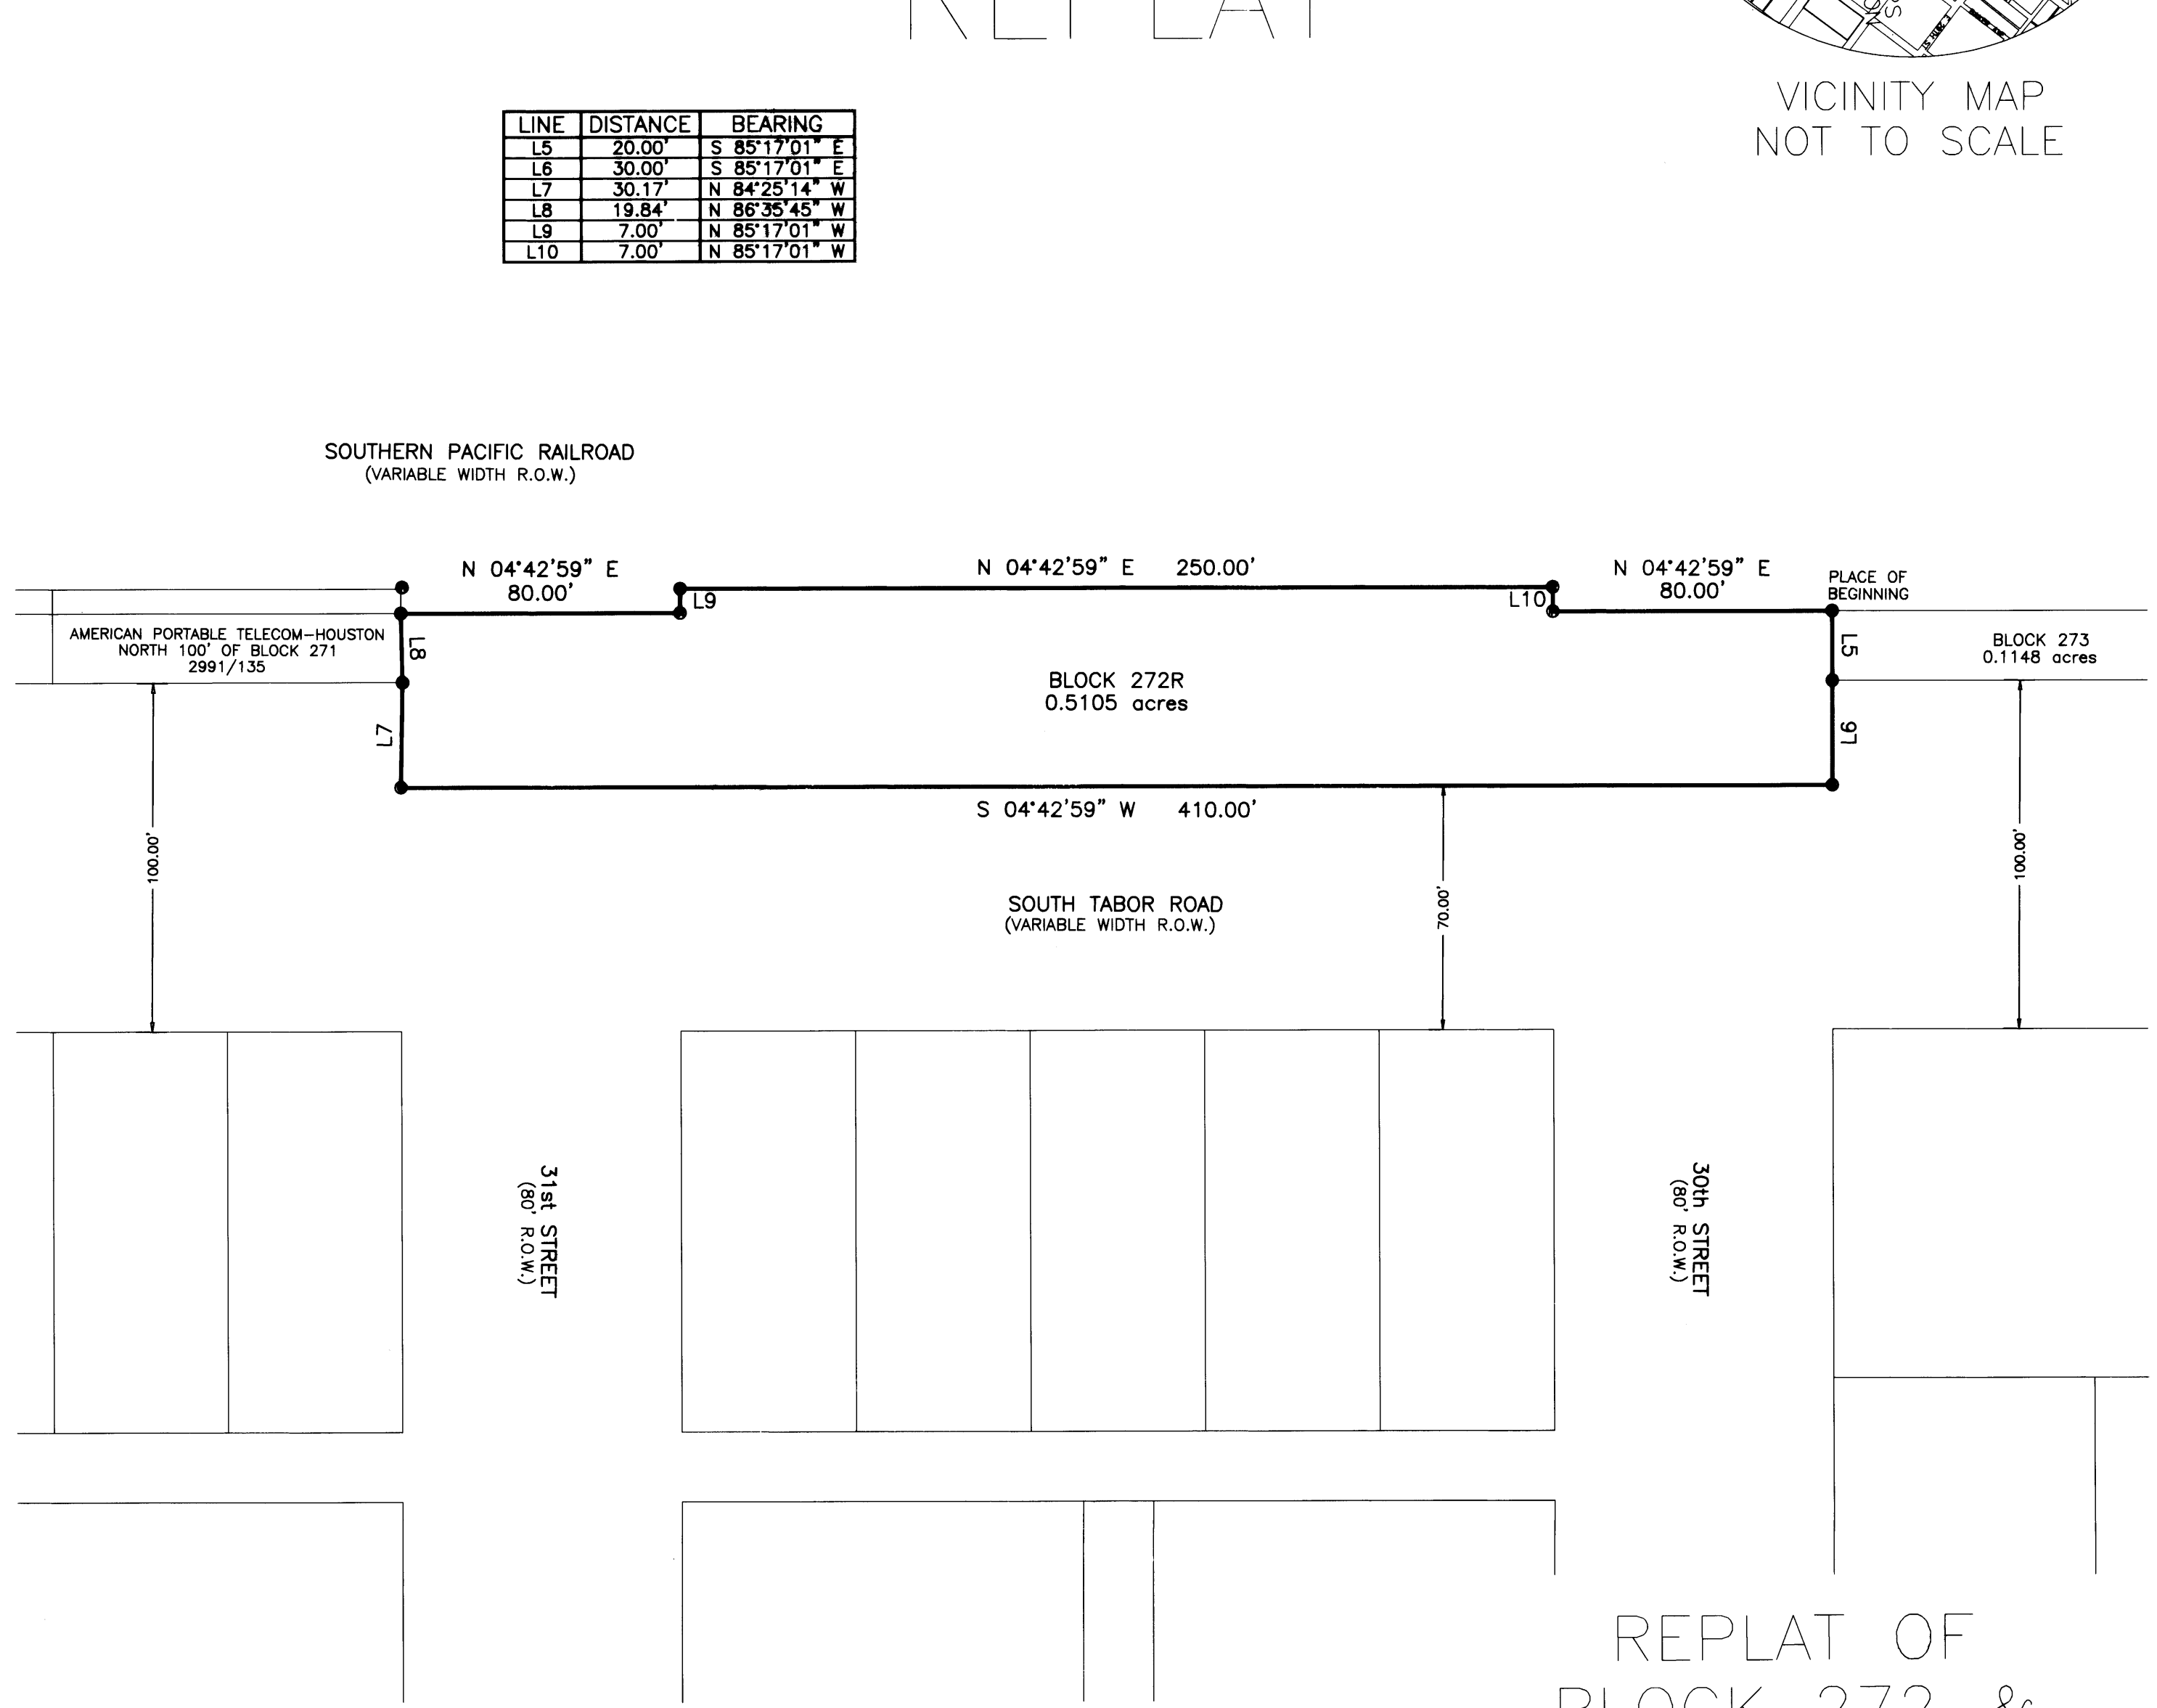 REPLAT
VICINITY MAP
NOT TO SCALE
LINE DISTANCE BEARING
L5 20.00' S 85°17'01" E
L6 30.00' S 85°17'01" E
L7 30.17' N 84°25'14" W
L8 19.84' N 86°35'45" W
L9 7.00' N 85°17'01" W
L10 7.00' N 85°17'01" W
SOUTHERN PACIFIC RAILROAD
(VARIABLE WIDTH R.O.W.)
N 04°42'59" E
80.00'
N 04°42'59" E 250.00'
N 04°42'59" E
80.00'
PLACE OF
BEGINNING
L9
L10
AMERICAN PORTABLE TELECOM-HOUSTON
NORTH 100' OF BLOCK 271
2991/135
L8
L5
BLOCK 273
0.1148 acres
BLOCK 272R
0.5105 acres
L7
L6
S 04°42'59" W 410.00'
100.00'
70.00'
100.00'
SOUTH TABOR ROAD
(VARIABLE WIDTH R.O.W.)
31st STREET
(80' R.O.W.)
30th STREET
(80' R.O.W.)
REPLAT OF
BLOCK 272 &